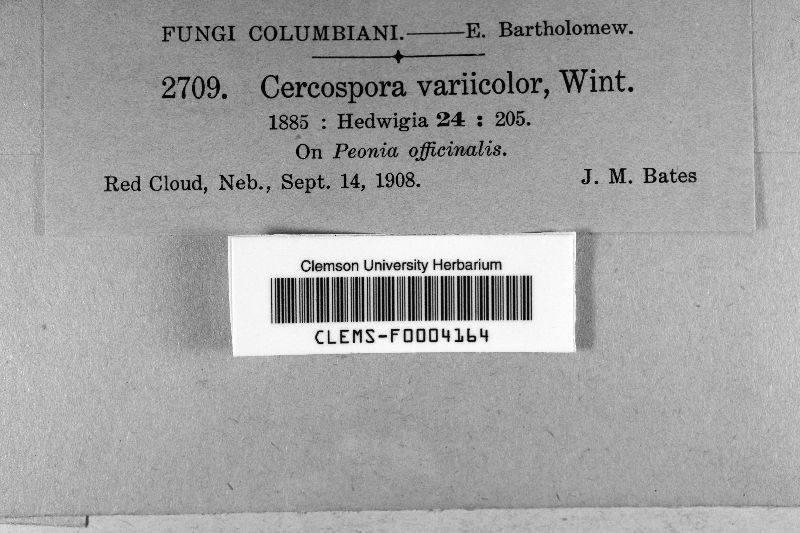 FUNGI COLUMBIANI.——E. Bartholomew.
2709. Cercospora variicolor, Wint.
1885 : Hedwigia 24 : 205.
On Peonia officinalis.
Red Cloud, Neb., Sept. 14, 1908. J. M. Bates
Clemson University Herbarium
CLEMS-F0004164